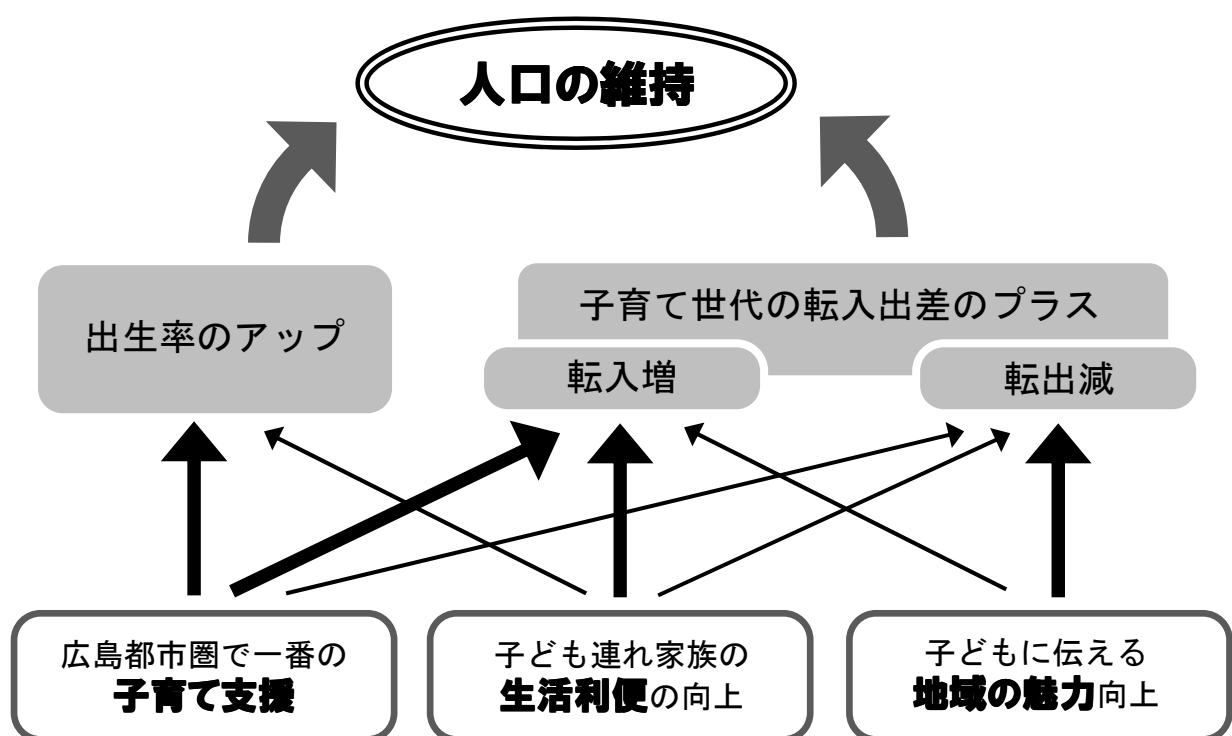 人口の維持
出生率のアップ
子育て世代の転入出差のプラス
転入増
転出減
広島都市圏で一番の
子育て支援
子ども連れ家族の
生活利便の向上
子どもに伝える
地域の魅力向上